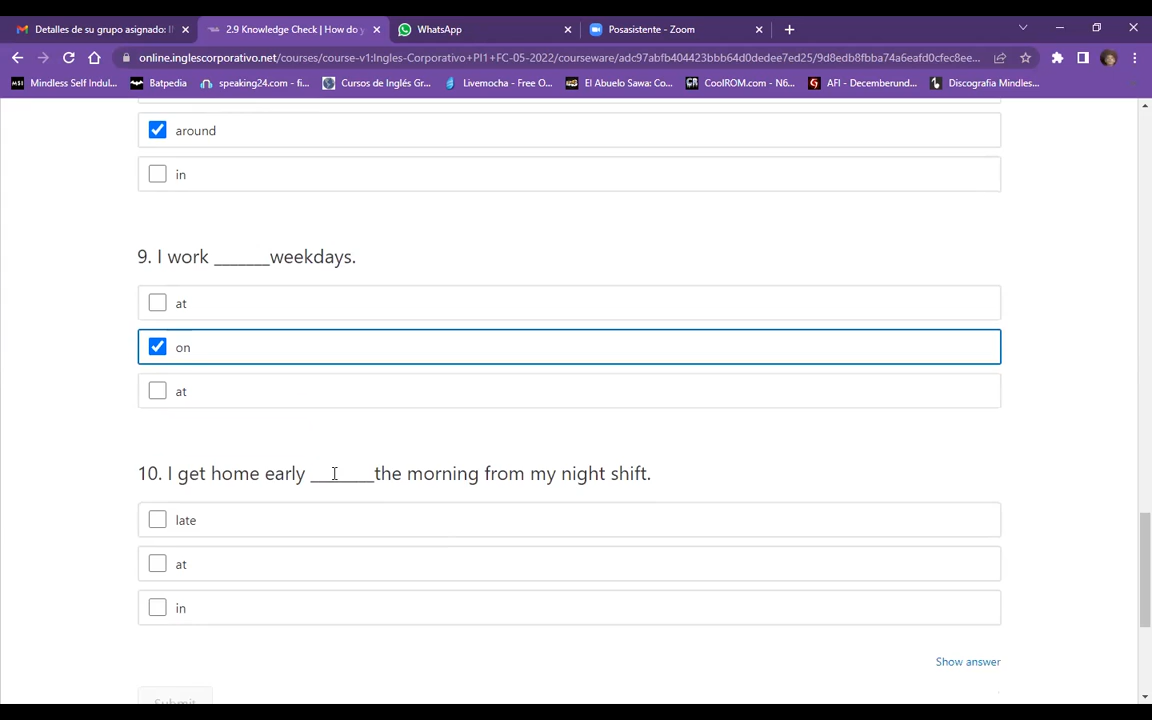 Detalles de su grupo asignado: I
2.9 Knowledge Check | How do y
WhatsApp
Posasistente - Zoom
online.inglescorporativo.net/courses/course-v1:Ingles-Corporativo+PI1+FC-05-2022/courseware/adc97abfb404423bbb64d0dedee7ed25/9d8edb8fbba74a6eafd0cfec8ee...
Mindless Self Indul...
Batpedia
speaking24.com - fi...
Cursos de Inglés Gr...
Livemocha - Free O...
El Abuelo Sawa: Co...
CoolROM.com - N6...
AFI - Decemberund...
Discografia Mindles...
around
in
9. I work _______weekdays.
at
on
at
10. I get home early _______the morning from my night shift.
late
at
in
Show answer
Submit